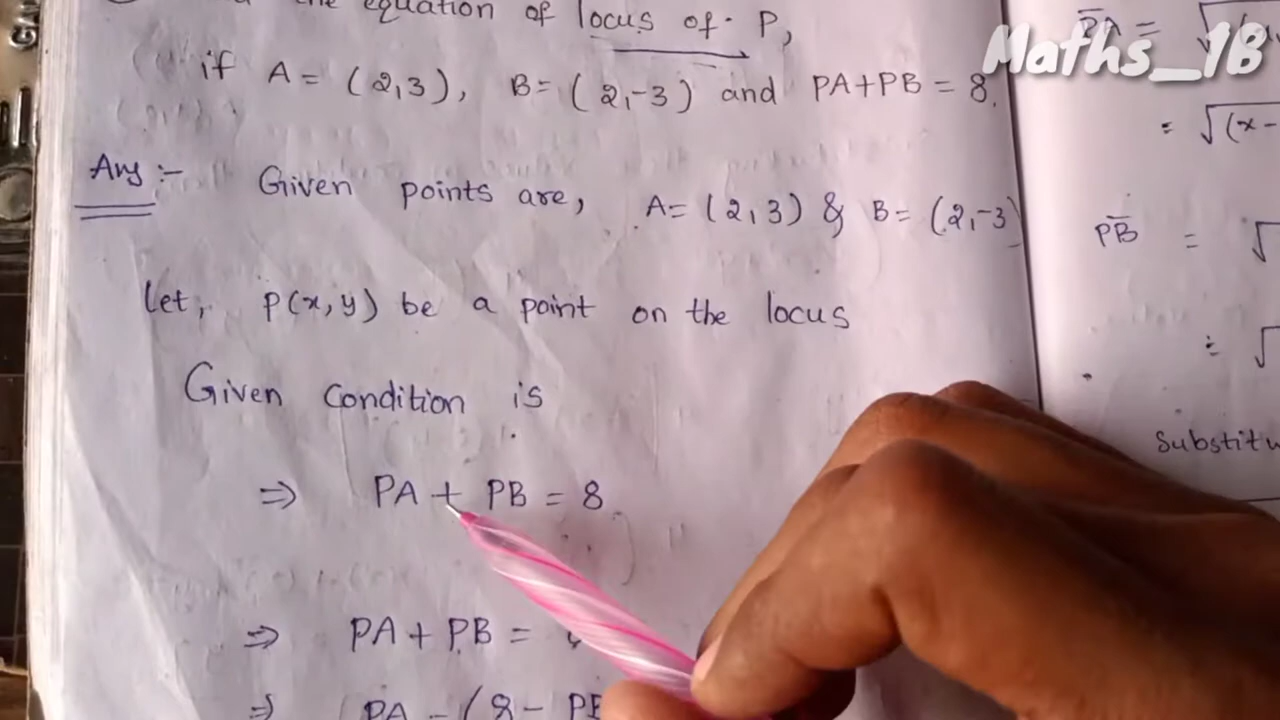 the equation of locus of P,
if A = (2,3), B = (2,-3) and PA+PB = 8.
Ans :- Given points are, A = (2,3) & B = (2,-3)
Let, P(x,y) be a point on the locus
Given Condition is
⇒ PA + PB = 8
⇒ PA + PB =
⇒ PA = (8 - PB
Maths_1B
PA = √
= √(x-
PB = √
= √
Substitu